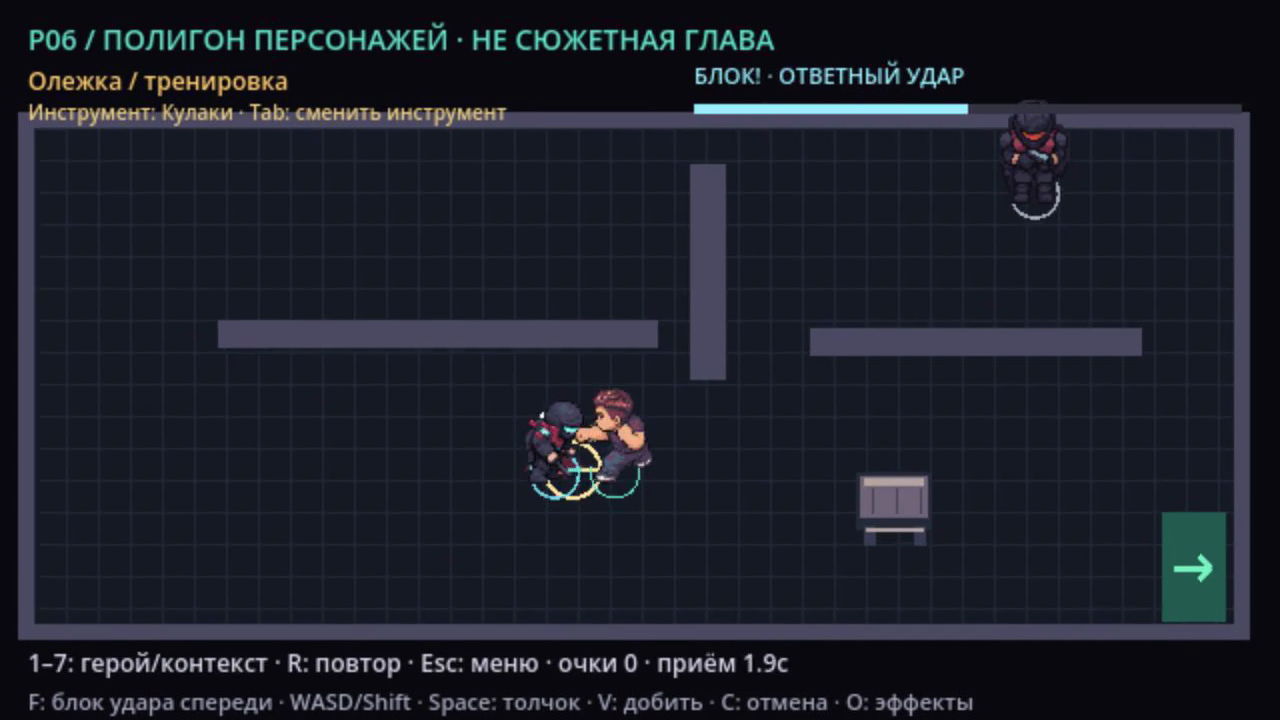 P06 / ПОЛИГОН ПЕРСОНАЖЕЙ · НЕ СЮЖЕТНАЯ ГЛАВА
Олежка / тренировка
БЛОК! · ОТВЕТНЫЙ УДАР
Инструмент: Кулаки · Tab: сменить инструмент
→
1–7: герой/контекст · R: повтор · Esc: меню · очки 0 · приём 1.9с
F: блок удара спереди · WASD/Shift · Space: толчок · V: добить · C: отмена · O: эффекты